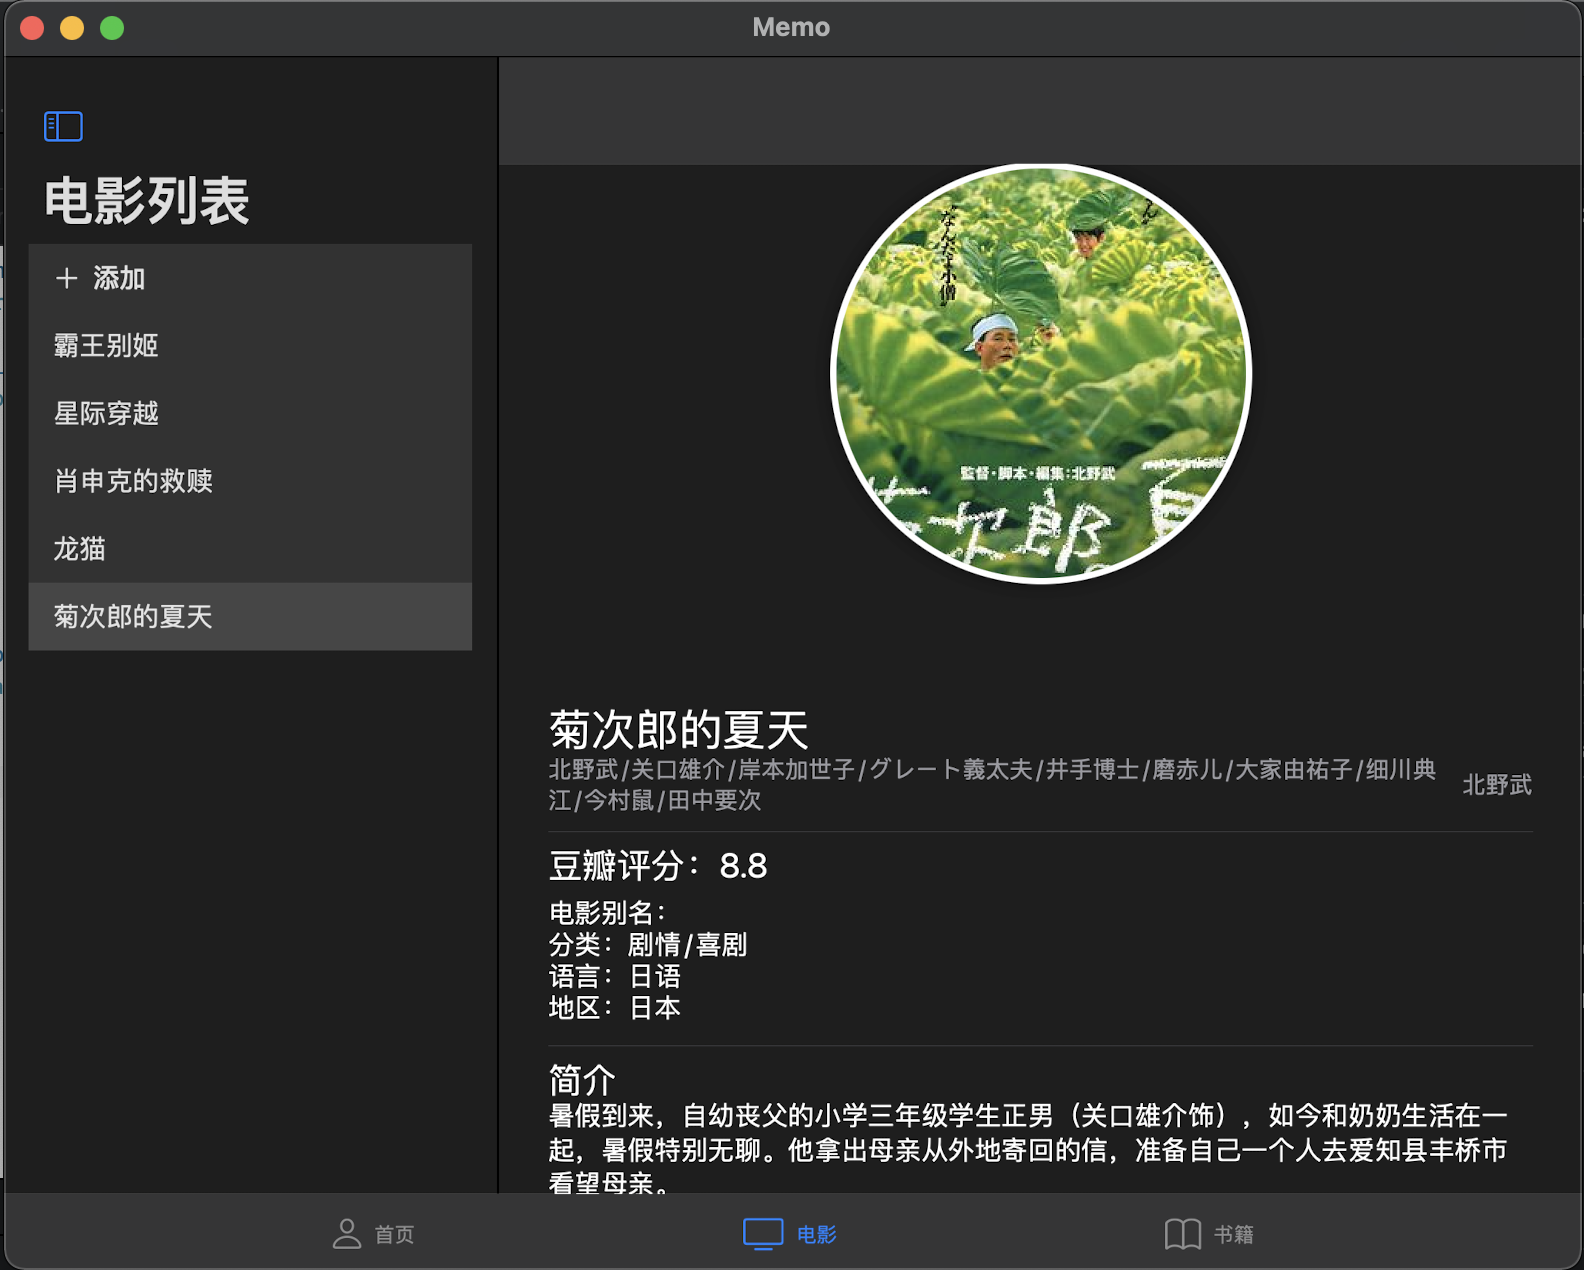 Memo
电影列表
添加
霸王别姬
星际穿越
肖申克的救赎
龙猫
菊次郎的夏天
なんだよ小僧
監督・脚本・編集:北野武
次郎
菊次郎的夏天
北野武/关口雄介/岸本加世子/グレート義太夫/井手博士/磨赤儿/大家由祐子/细川典
江/今村鼠/田中要次
北野武
豆瓣评分：8.8
电影别名：
分类：剧情/喜剧
语言：日语
地区：日本
简介
暑假到来，自幼丧父的小学三年级学生正男（关口雄介饰），如今和奶奶生活在一
起，暑假特别无聊。他拿出母亲从外地寄回的信，准备自己一个人去爱知县丰桥市
看望母亲。
首页
电影
书籍